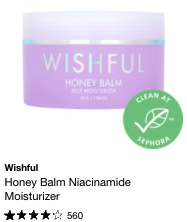 WISHFUL
HONEY BALM
JELLY MOISTURIZER
CLEAN AT
SEPHORA
Wishful
Honey Balm Niacinamide
Moisturizer
560